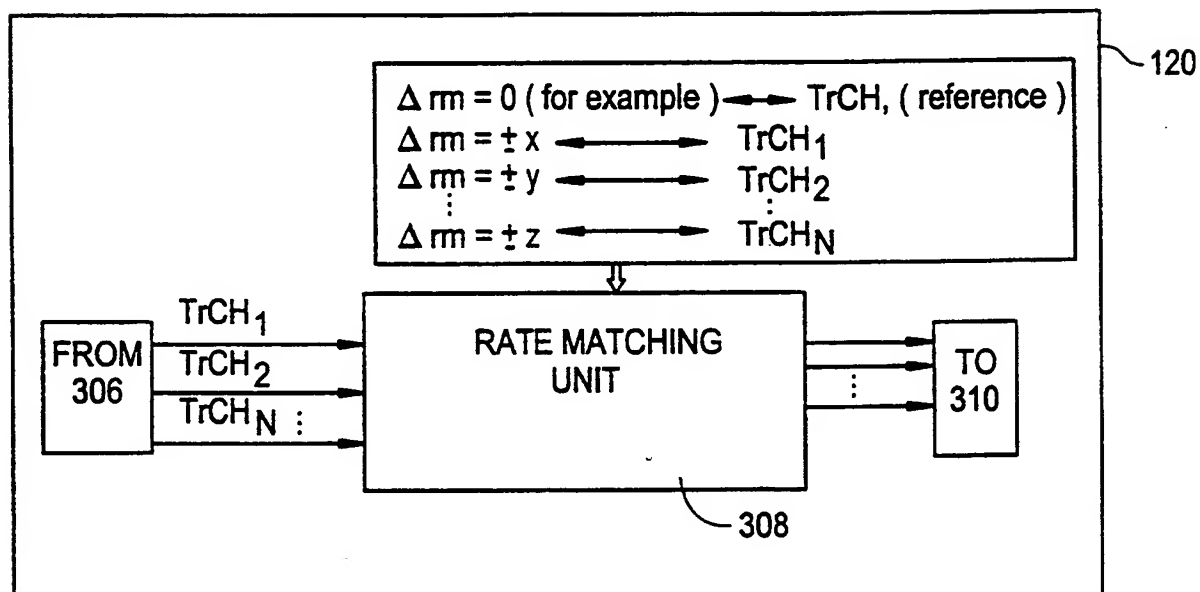 120
Δ rm = 0 ( for example ) ↔ TrCH, ( reference )
Δ rm = ± x ↔ TrCH1
Δ rm = ± y ↔ TrCH2
⋮ ⋮
Δ rm = ± z ↔ TrCHN
TrCH1
FROM
306
TrCH2
TrCHN ⋮
RATE MATCHING
UNIT
⋮
TO
310
308